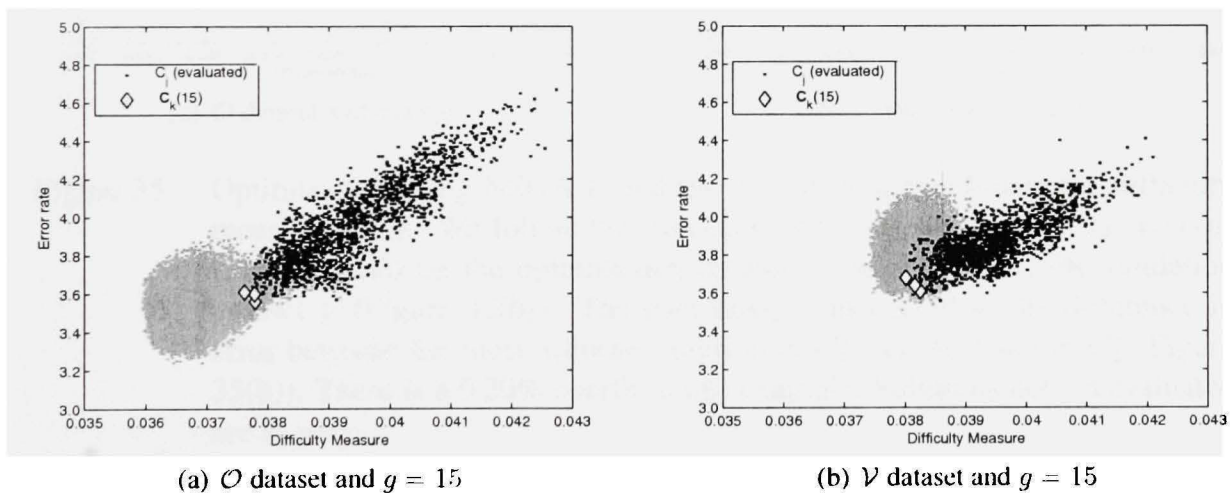 5.0
4.8
4.6
4.4
4.2
4.0
3.8
3.6
3.4
3.2
3.0
Error rate
C_j (evaluated)
C_k(15)
0.035 0.036 0.037 0.038 0.039 0.04 0.041 0.042 0.043
Difficulty Measure
(a) O dataset and g = 15
5.0
4.8
4.6
4.4
4.2
4.0
3.8
3.6
3.4
3.2
3.0
Error rate
C_j (evaluated)
C_k(15)
0.035 0.036 0.037 0.038 0.039 0.04 0.041 0.042 0.043
Difficulty Measure
(b) V dataset and g = 15